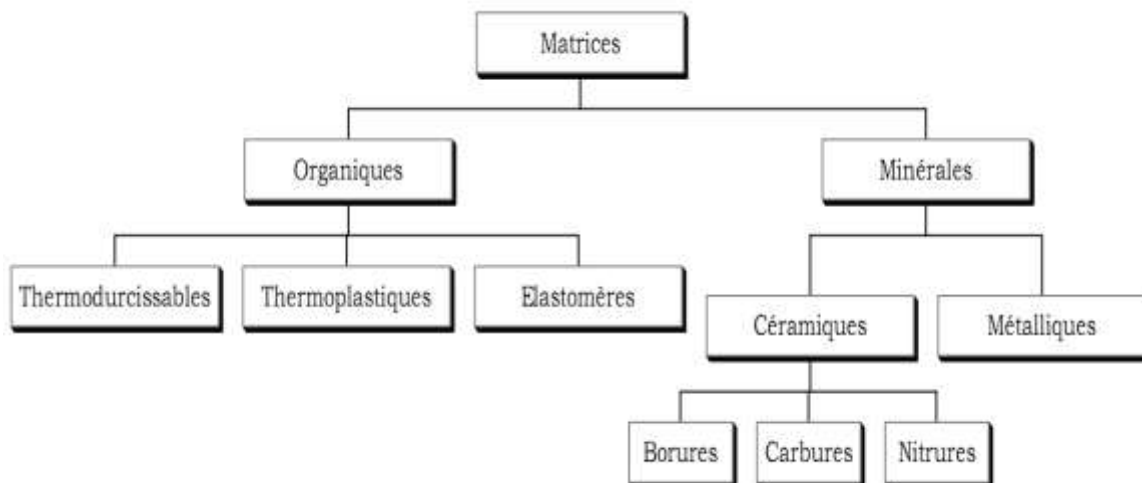 Matrices
Organiques
Minérales
Thermodurcissables
Thermoplastiques
Elastomères
Céramiques
Métalliques
Borures
Carbures
Nitrures